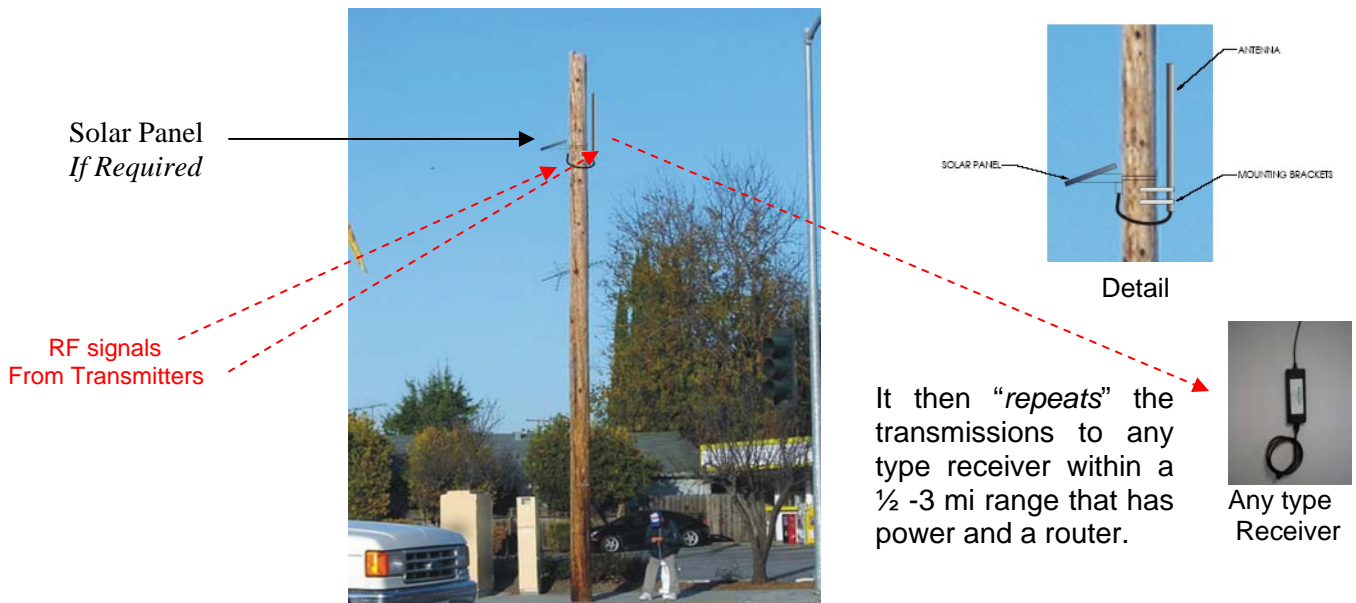 Solar Panel
If Required
RF signals
From Transmitters
ANTENNA
SOLAR PANEL
MOUNTING BRACKETS
Detail
It then “repeats” the
transmissions to any
type receiver within a
½ -3 mi range that has
power and a router.
Any type
Receiver